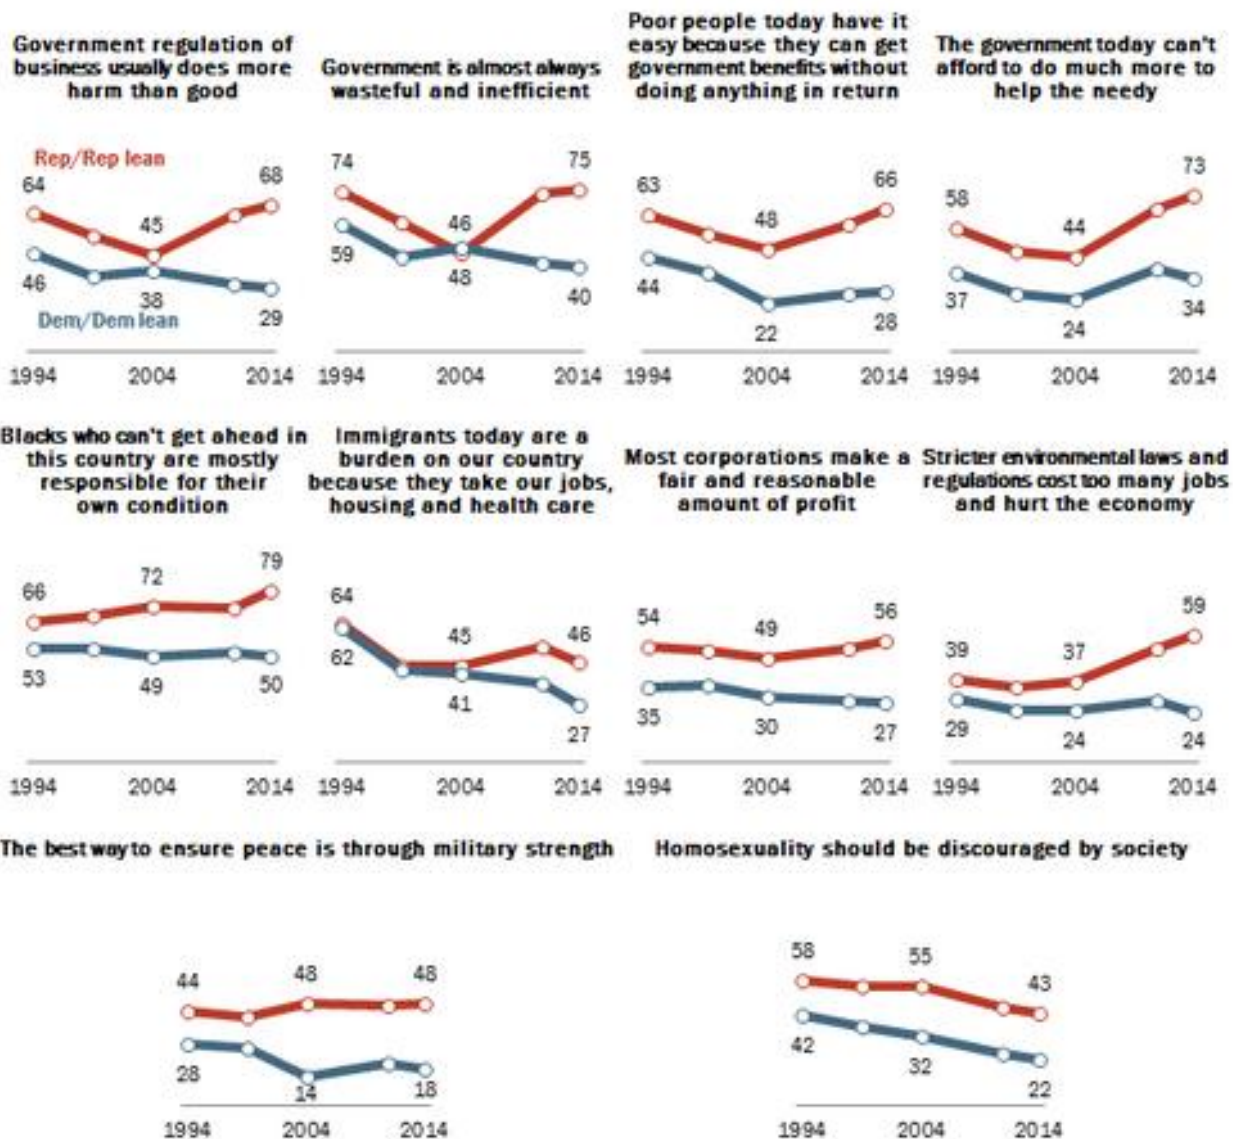 Government regulation of
business usually does more
harm than good
Government is almost always
wasteful and inefficient
Poor people today have it
easy because they can get
government benefits without
doing anything in return
The government today can't
afford to do much more to
help the needy
Rep/Rep lean
64
45
68
46
38
29
Dem/Dem lean
1994 2004 2014
74
46
75
59
48
40
1994 2004 2014
63
48
66
44
22
28
1994 2004 2014
58
44
73
37
24
34
1994 2004 2014
Blacks who can't get ahead in
this country are mostly
responsible for their
own condition
Immigrants today are a
burden on our country
because they take our jobs,
housing and health care
Most corporations make a
fair and reasonable
amount of profit
Stricter environmental laws and
regulations cost too many jobs
and hurt the economy
66
72
79
53
49
50
1994 2004 2014
64
45
46
62
41
27
1994 2004 2014
54
49
56
35
30
27
1994 2004 2014
39
37
59
29
24
24
1994 2004 2014
The best way to ensure peace is through military strength
44
48
48
28
14
18
1994 2004 2014
Homosexuality should be discouraged by society
58
55
43
42
32
22
1994 2004 2014